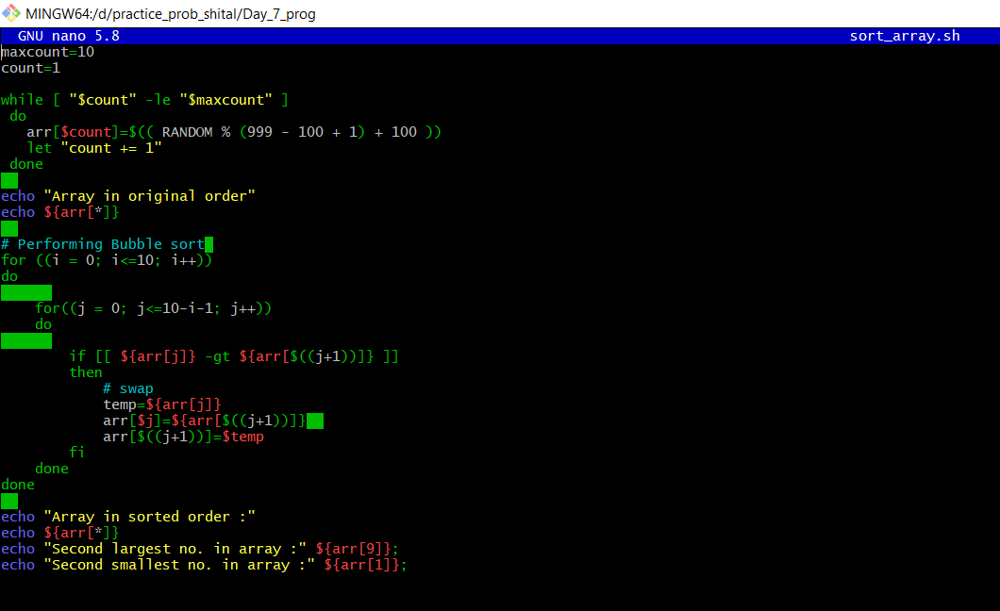 MINGW64:/d/practice_prob_shital/Day_7_prog
GNU nano 5.8 sort_array.sh
maxcount=10
count=1
while [ "$count" -le "$maxcount" ]
do
arr[$count]=$(( RANDOM % (999 - 100 + 1) + 100 ))
let "count += 1"
done
echo "Array in original order"
echo ${arr[*]}
# Performing Bubble sort
for ((i = 0; i<=10; i++))
do
for((j = 0; j<=10-i-1; j++))
do
if [[ ${arr[j]} -gt ${arr[$((j+1))]} ]]
then
# swap
temp=${arr[j]}
arr[$j]=${arr[$((j+1))]}
arr[$((j+1))]=$temp
fi
done
done
echo "Array in sorted order :"
echo ${arr[*]}
echo "Second largest no. in array :" ${arr[9]};
echo "Second smallest no. in array :" ${arr[1]};